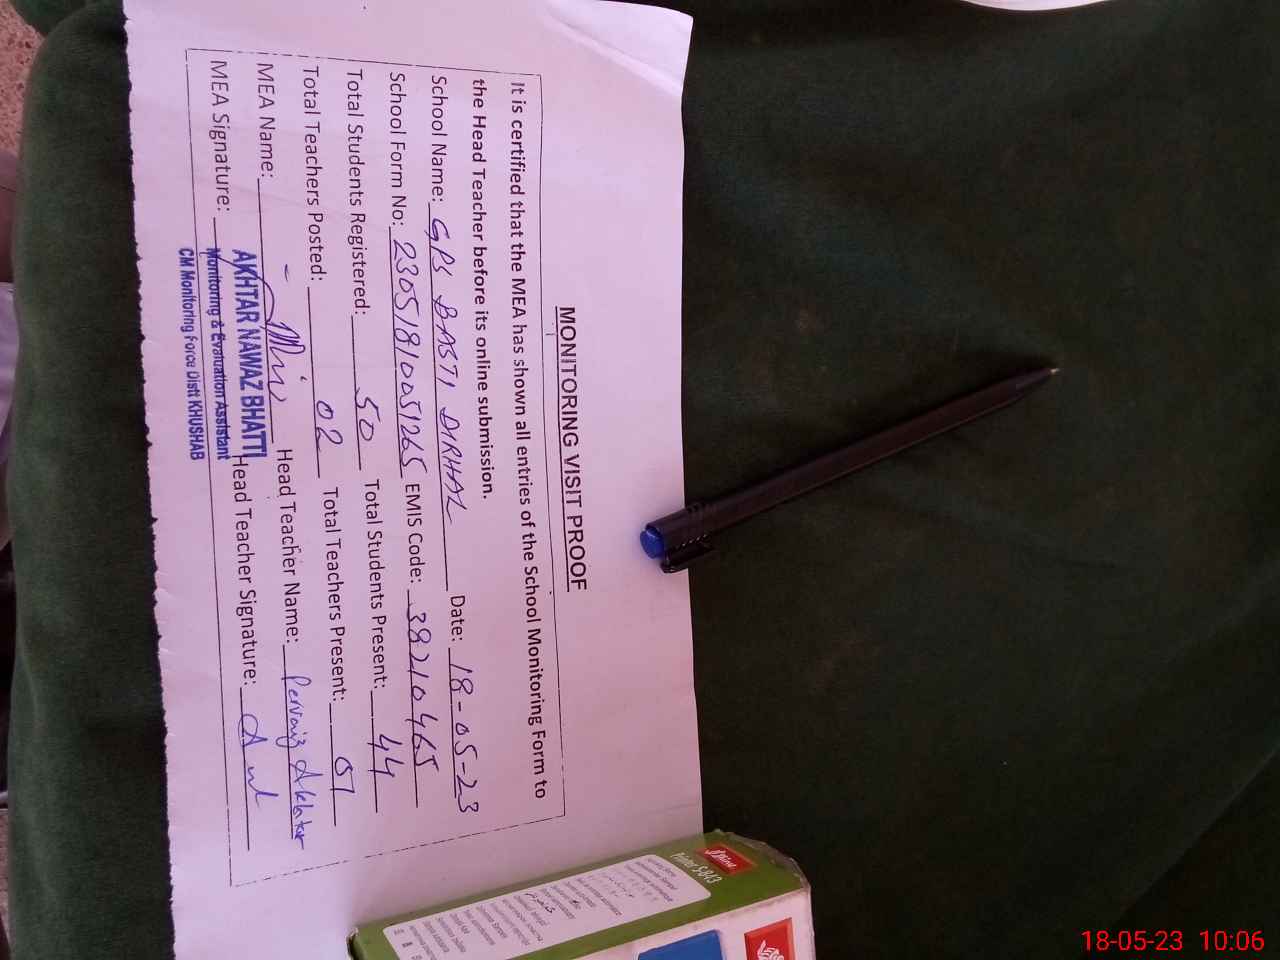 MONITORING VISIT PROOF
It is certified that the MEA has shown all entries of the School Monitoring Form to
the Head Teacher before its online submission.
School Name: GPS BASTI DIRHAL Date: 18-05-23
School Form No: 23051810051265 EMIS Code: 38210465
Total Students Registered: 50 Total Students Present: 44
Total Teachers Posted: 02 Total Teachers Present: 01
MEA Name: Head Teacher Name: Pervaiz Akhtar
MEA Signature: Head Teacher Signature:
AKHTAR NAWAZ BHATTI
Monitoring & Evaluation Assistant
CM Monitoring Force Distt KHUSHAB
18-05-23 10:06